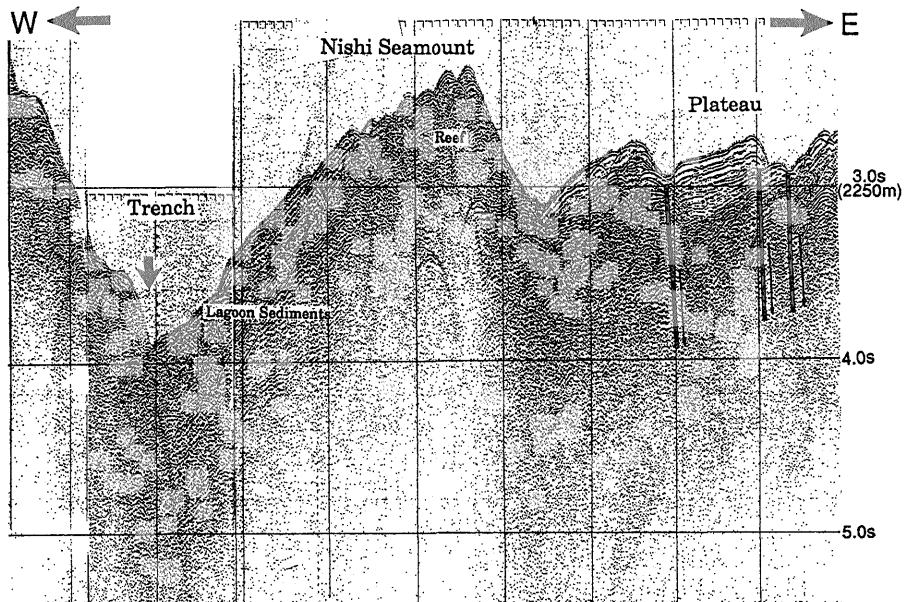 W
E
Nishi Seamount
Plateau
Reef
3.0s
(2250m)
Trench
Lagoon Sediments
4.0s
5.0s